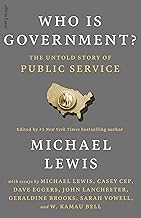 WHO IS
GOVERNMENT?
THE UNTOLD STORY OF
PUBLIC SERVICE
Edited by #1 New York Times bestselling author
MICHAEL
LEWIS
with essays by MICHAEL LEWIS, CASEY CEP,
DAVE EGGERS, JOHN LANCHESTER,
GERALDINE BROOKS, SARAH VOWELL,
and W. KAMAU BELL